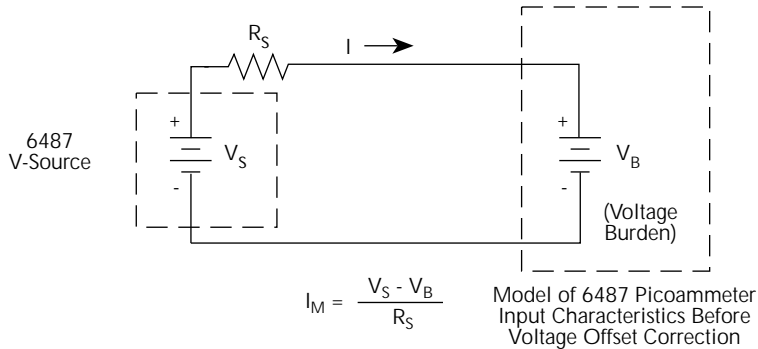 R_S
I
6487
V-Source
+
V_S
-
+
V_B
-
(Voltage
Burden)
I_M = V_S - V_B / R_S
Model of 6487 Picoammeter
Input Characteristics Before
Voltage Offset Correction